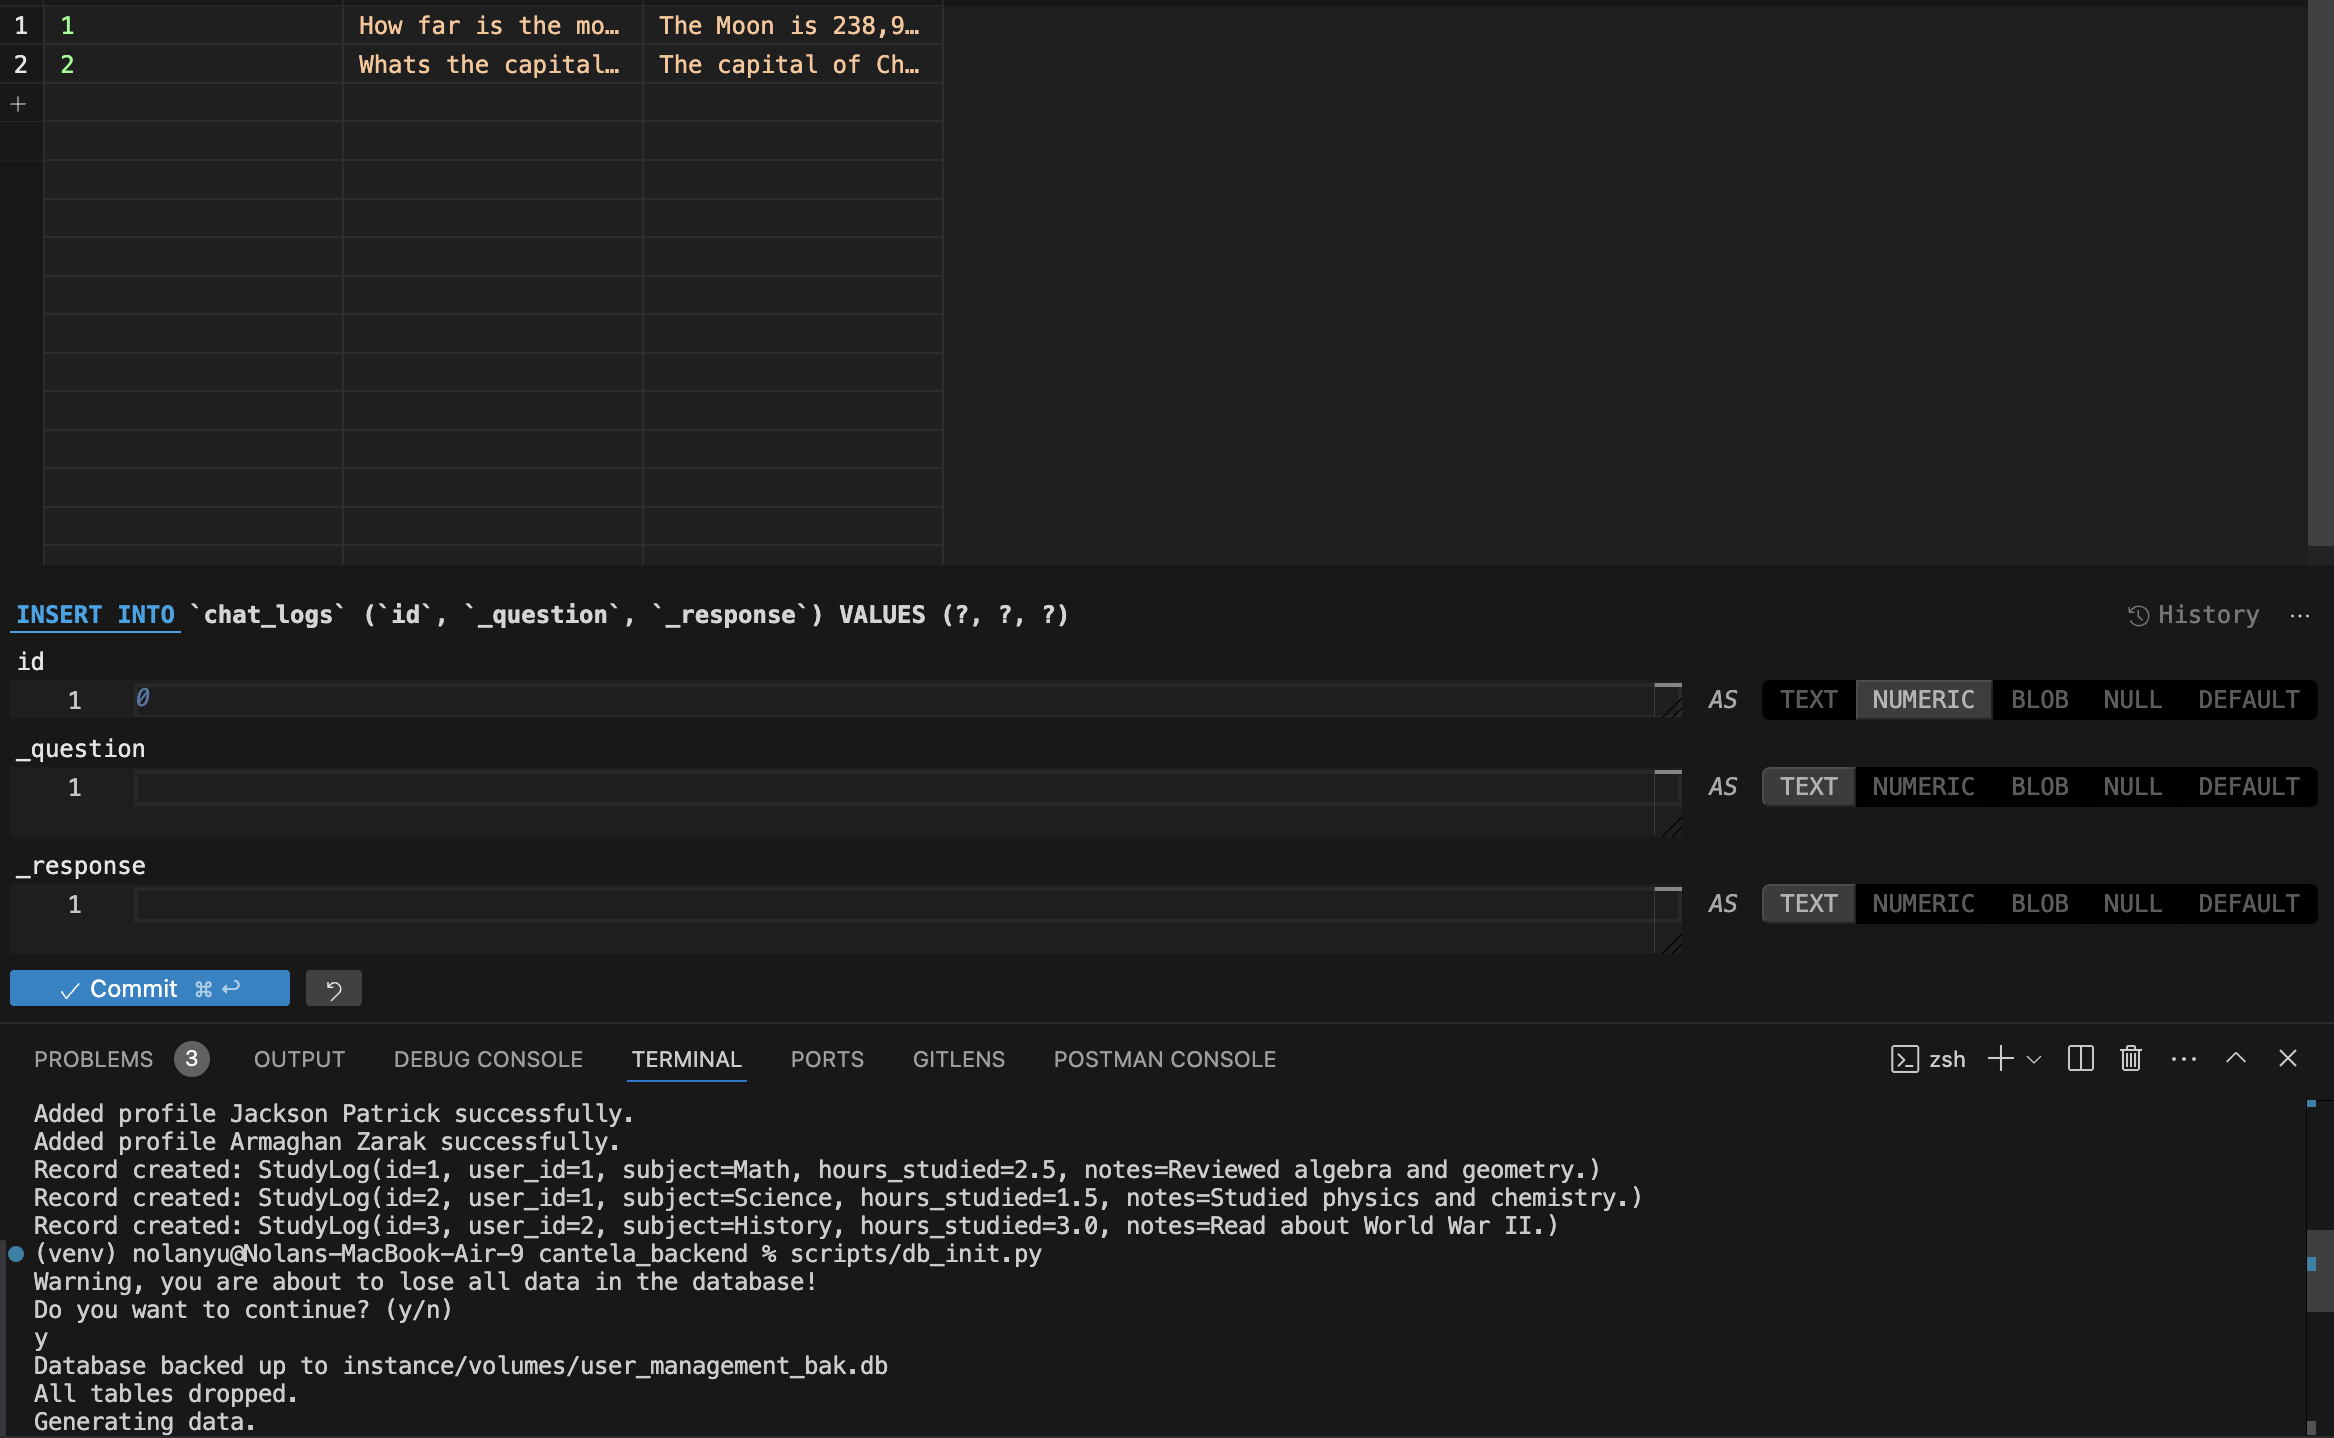 1 1 How far is the mo… The Moon is 238,9…
2 2 Whats the capital… The capital of Ch…
+
INSERT INTO `chat_logs` (`id`, `_question`, `_response`) VALUES (?, ?, ?) History ···
id
1 0 AS TEXT NUMERIC BLOB NULL DEFAULT
_question
1 AS TEXT NUMERIC BLOB NULL DEFAULT
_response
1 AS TEXT NUMERIC BLOB NULL DEFAULT
✓ Commit ⌘ ↩
PROBLEMS 3 OUTPUT DEBUG CONSOLE TERMINAL PORTS GITLENS POSTMAN CONSOLE zsh
Added profile Jackson Patrick successfully.
Added profile Armaghan Zarak successfully.
Record created: StudyLog(id=1, user_id=1, subject=Math, hours_studied=2.5, notes=Reviewed algebra and geometry.)
Record created: StudyLog(id=2, user_id=1, subject=Science, hours_studied=1.5, notes=Studied physics and chemistry.)
Record created: StudyLog(id=3, user_id=2, subject=History, hours_studied=3.0, notes=Read about World War II.)
(venv) nolanyu@Nolans-MacBook-Air-9 cantela_backend % scripts/db_init.py
Warning, you are about to lose all data in the database!
Do you want to continue? (y/n)
y
Database backed up to instance/volumes/user_management_bak.db
All tables dropped.
Generating data.